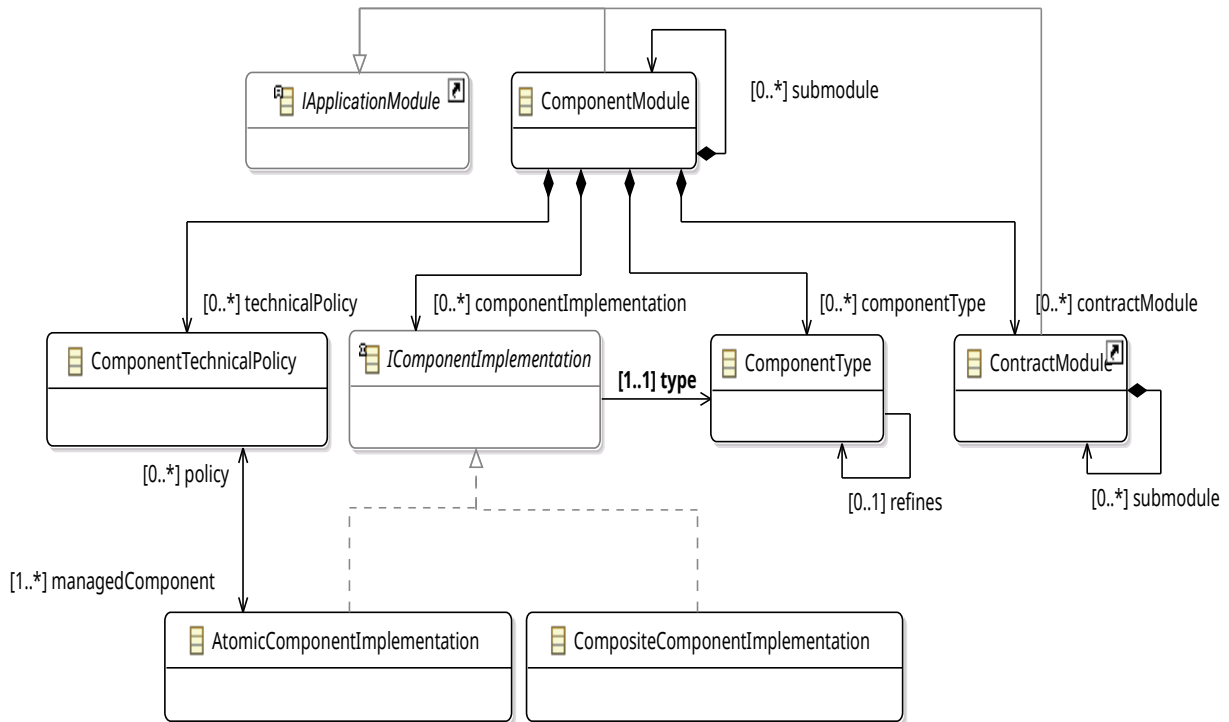 IApplicationModule
ComponentModule
[0..*] submodule
[0..*] technicalPolicy
[0..*] componentImplementation
[0..*] componentType
[0..*] contractModule
ComponentTechnicalPolicy
IComponentImplementation
[1..1] type
ComponentType
ContractModule
[0..*] policy
[0..1] refines
[0..*] submodule
[1..*] managedComponent
AtomicComponentImplementation
CompositeComponentImplementation